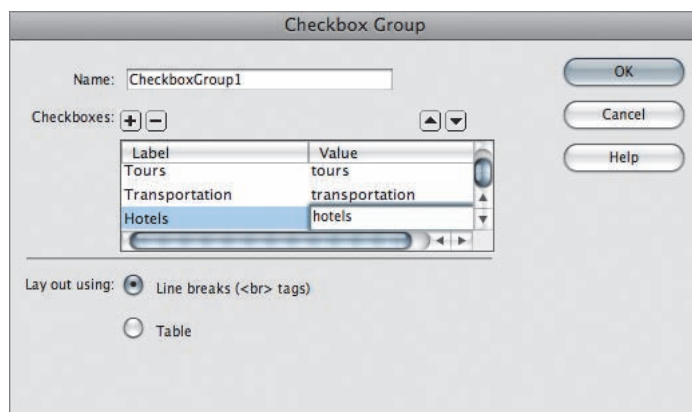 Checkbox Group
Name: CheckboxGroup1
OK
Checkboxes:
Cancel
Help
Label Value
Tours tours
Transportation transportation
Hotels hotels
Lay out using: Line breaks (<br> tags)
Table